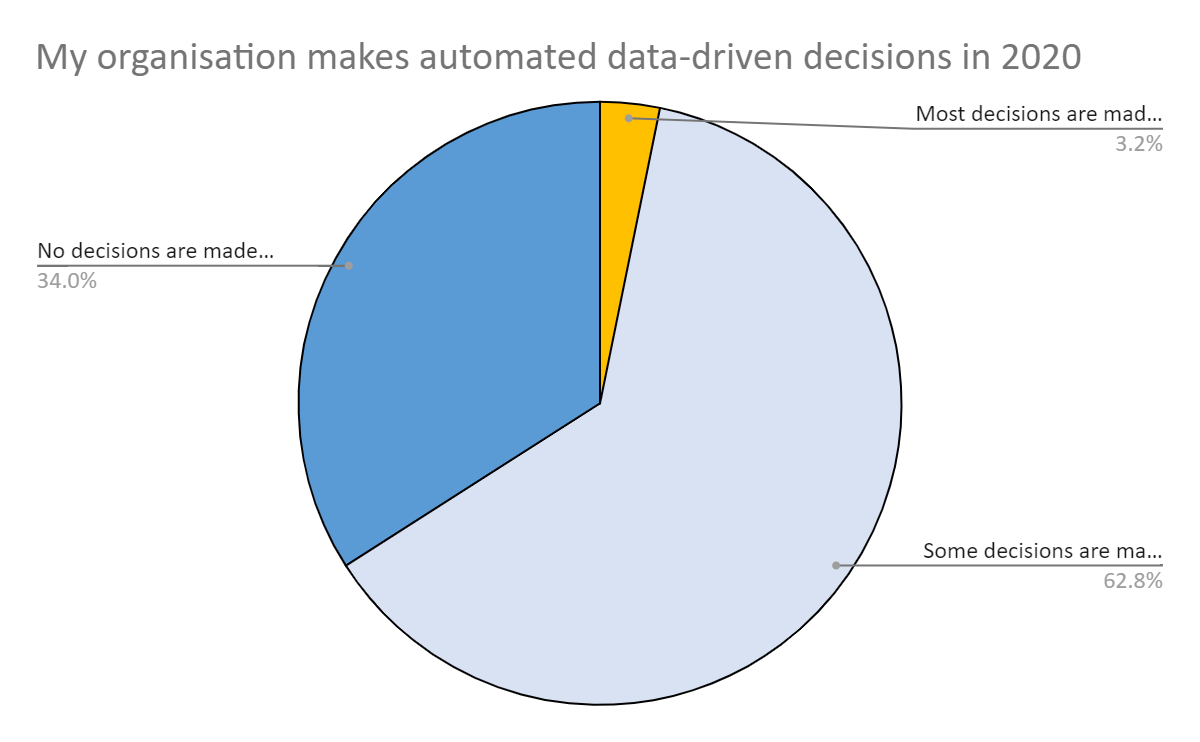 My organisation makes automated data-driven decisions in 2020
Most decisions are mad...
3.2%
No decisions are made...
34.0%
Some decisions are ma...
62.8%